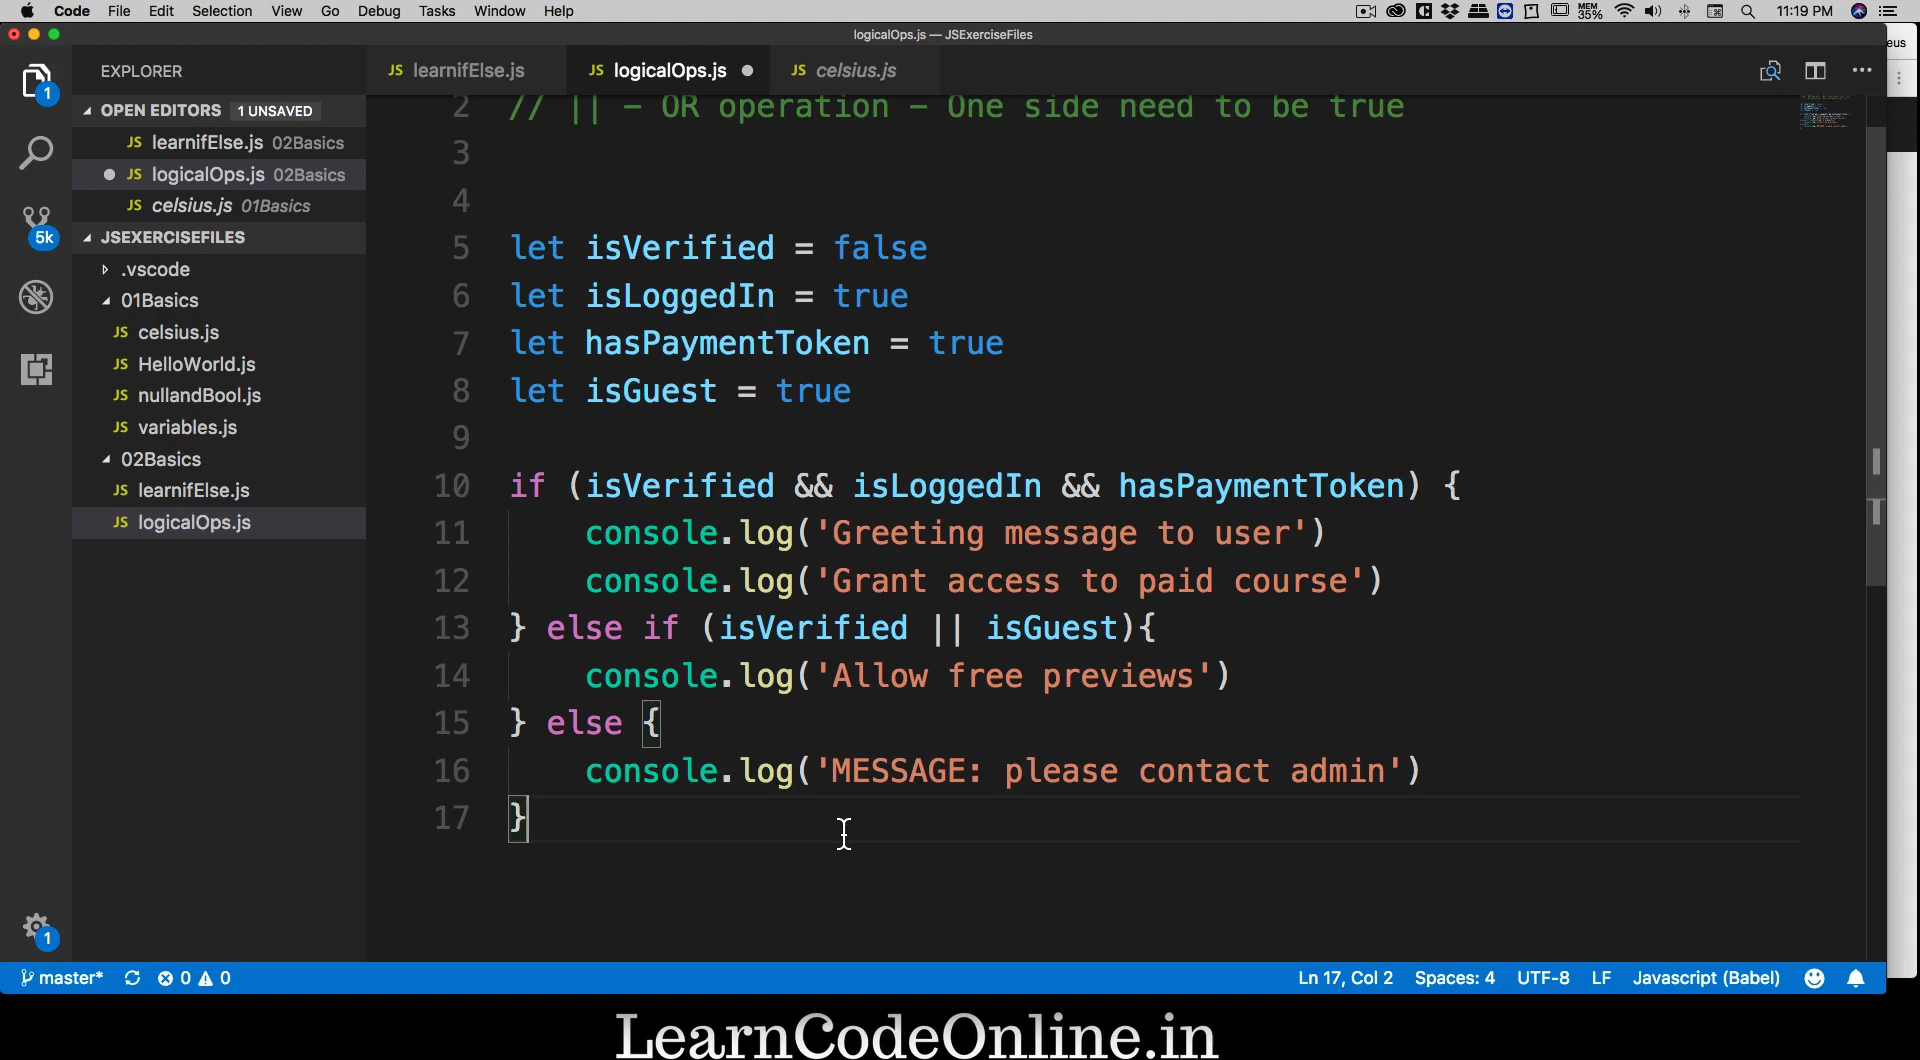 Code File Edit Selection View Go Debug Tasks Window Help MEM 35% 11:19 PM
logicalOps.js — JSExerciseFiles
eus
EXPLORER
JS learnifElse.js JS logicalOps.js JS celsius.js
1
OPEN EDITORS 1 UNSAVED
JS learnifElse.js 02Basics
JS logicalOps.js 02Basics
JS celsius.js 01Basics
5k
JSEXERCISEFILES
.vscode
01Basics
JS celsius.js
JS HelloWorld.js
JS nullandBool.js
JS variables.js
02Basics
JS learnifElse.js
JS logicalOps.js
1
2 // || - OR operation - One side need to be true
3
4
5 let isVerified = false
6 let isLoggedIn = true
7 let hasPaymentToken = true
8 let isGuest = true
9
10 if (isVerified && isLoggedIn && hasPaymentToken) {
11 console.log('Greeting message to user')
12 console.log('Grant access to paid course')
13 } else if (isVerified || isGuest){
14 console.log('Allow free previews')
15 } else {
16 console.log('MESSAGE: please contact admin')
17 }
master* 0 0 Ln 17, Col 2 Spaces: 4 UTF-8 LF Javascript (Babel)
LearnCodeOnline.in